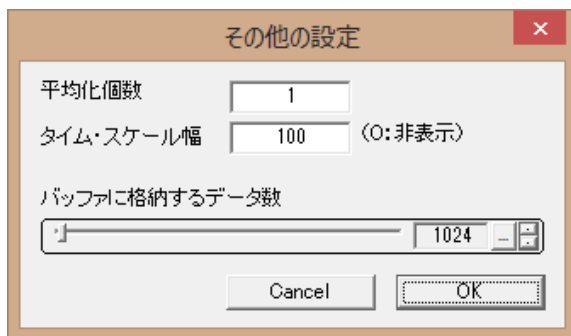 その他の設定
平均化個数 1
タイム・スケール幅 100 (0:非表示)
バッファに格納するデータ数
1024 ...
Cancel OK